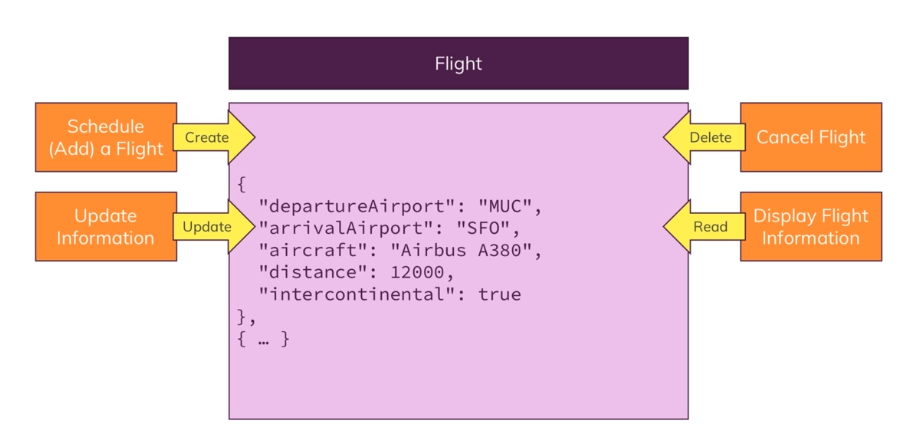 Flight
Schedule
(Add) a Flight
Create
Delete
Cancel Flight
Update
Information
Update
Read
Display Flight
Information
{
  "departureAirport": "MUC",
  "arrivalAirport": "SFO",
  "aircraft": "Airbus A380",
  "distance": 12000,
  "intercontinental": true
},
{ … }